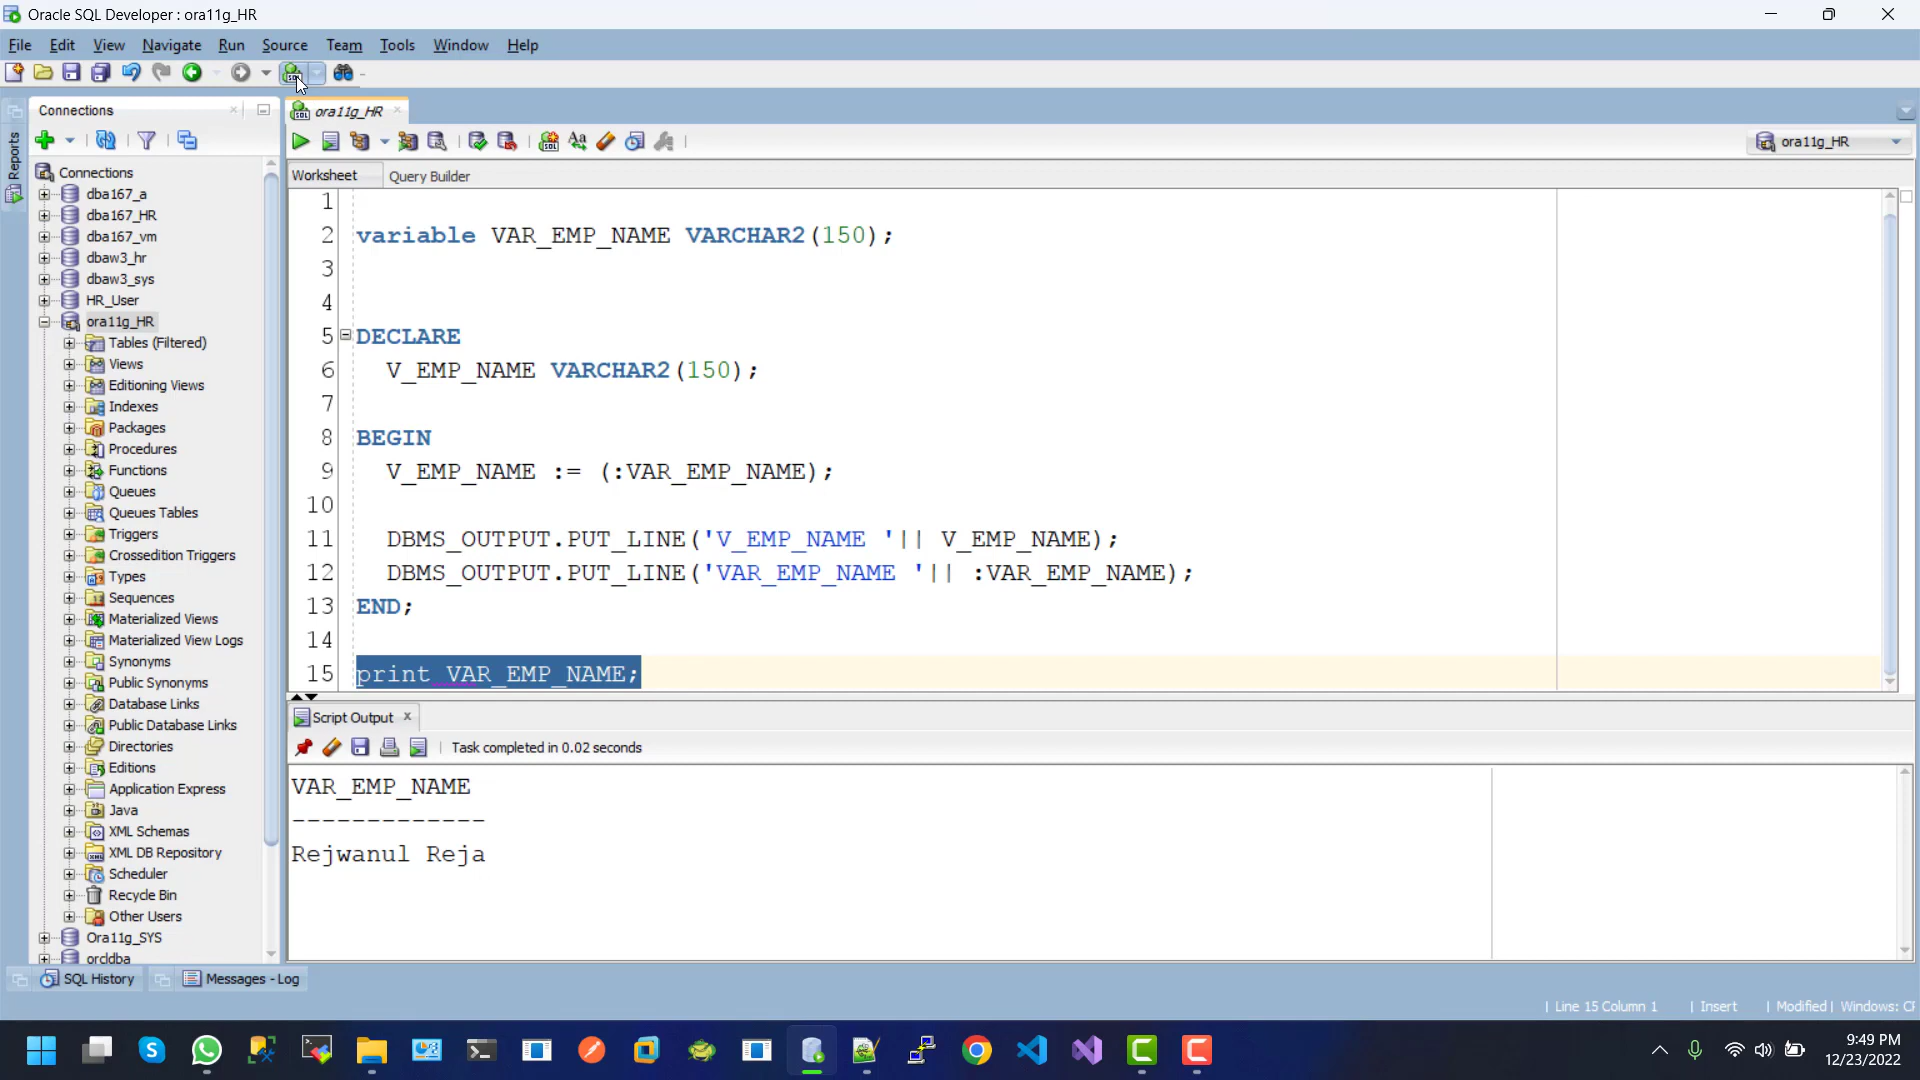 Oracle SQL Developer : ora11g_HR
File Edit View Navigate Run Source Team Tools Window Help
Connections
ora11g_HR
ora11g_HR
Reports
Worksheet Query Builder
Connections
dba167_a
dba167_HR
dba167_vm
dbaw3_hr
dbaw3_sys
HR_User
ora11g_HR
Tables (Filtered)
Views
Editioning Views
Indexes
Packages
Procedures
Functions
Queues
Queues Tables
Triggers
Crossedition Triggers
Types
Sequences
Materialized Views
Materialized View Logs
Synonyms
Public Synonyms
Database Links
Public Database Links
Directories
Editions
Application Express
Java
XML Schemas
XML DB Repository
Scheduler
Recycle Bin
Other Users
Ora11g_SYS
orcldba
1
2 variable VAR_EMP_NAME VARCHAR2(150);
3
4
5 DECLARE
6 V_EMP_NAME VARCHAR2(150);
7
8 BEGIN
9 V_EMP_NAME := (:VAR_EMP_NAME);
10
11 DBMS_OUTPUT.PUT_LINE('V_EMP_NAME '|| V_EMP_NAME);
12 DBMS_OUTPUT.PUT_LINE('VAR_EMP_NAME '|| :VAR_EMP_NAME);
13 END;
14
15 print VAR_EMP_NAME;
Script Output
Task completed in 0.02 seconds
VAR_EMP_NAME
-------------
Rejwanul Reja
SQL History Messages - Log
Line 15 Column 1 | Insert | Modified | Windows:
9:49 PM
12/23/2022